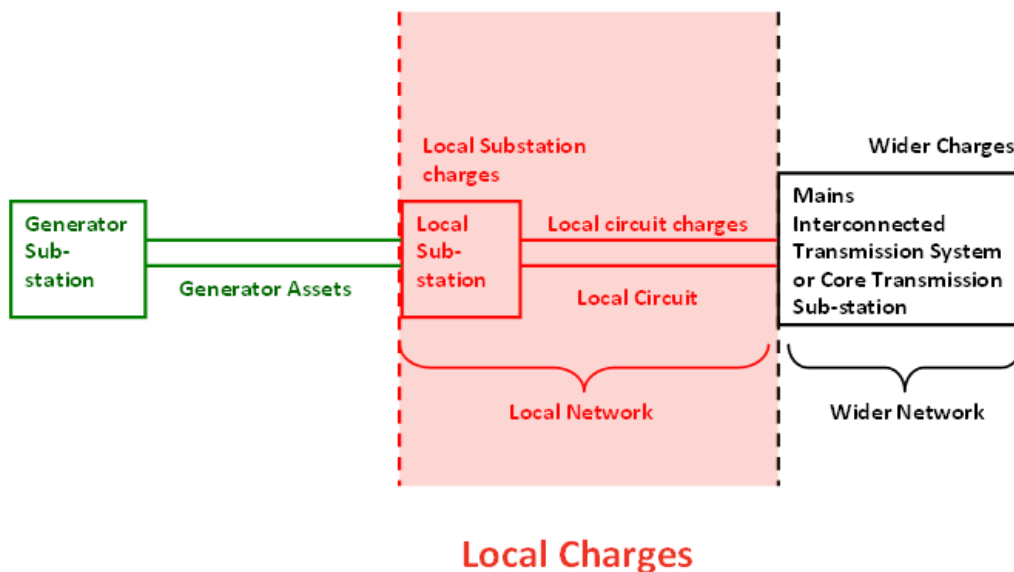 Local Substation
charges
Wider Charges
Generator
Sub-
station
Generator Assets
Local
Sub-
station
Local circuit charges
Local Circuit
Mains
Interconnected
Transmission System
or Core Transmission
Sub-station
Local Network
Wider Network
Local Charges